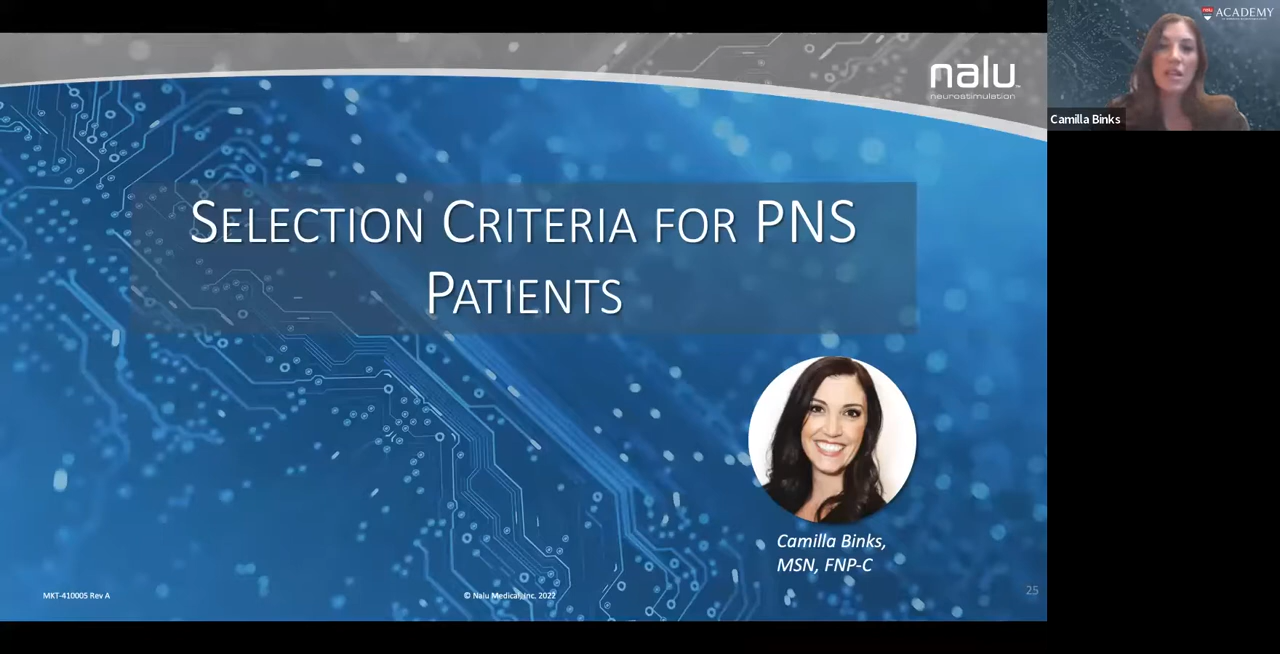 nalu
neurostimulation
SELECTION CRITERIA FOR PNS
PATIENTS
Camilla Binks,
MSN, FNP-C
MKT-410005 Rev A
© Nalu Medical, Inc. 2022
25
ACADEMY
Camilla Binks